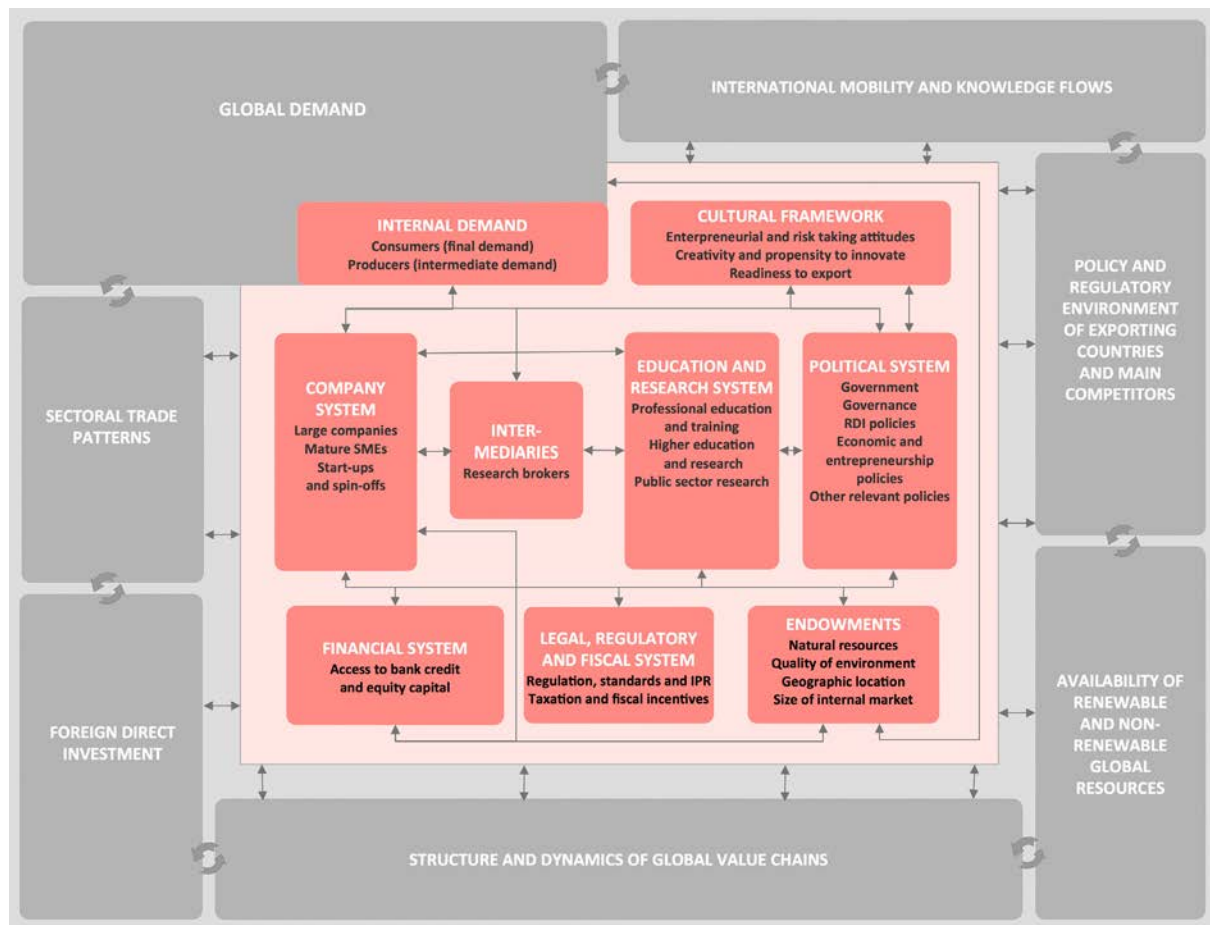 GLOBAL DEMAND
INTERNATIONAL MOBILITY AND KNOWLEDGE FLOWS
INTERNAL DEMAND
Consumers (final demand)
Producers (intermediate demand)
CULTURAL FRAMEWORK
Enterpreneurial and risk taking attitudes
Creativity and propensity to innovate
Readiness to export
POLICY AND
REGULATORY
ENVIRONMENT
OF EXPORTING
COUNTRIES
AND MAIN
COMPETITORS
SECTORAL TRADE
PATTERNS
COMPANY
SYSTEM
Large companies
Mature SMEs
Start-ups
and spin-offs
INTER-
MEDIARIES
Research brokers
EDUCATION AND
RESEARCH SYSTEM
Professional education
and training
Higher education
and research
Public sector research
POLITICAL SYSTEM
Government
Governance
RDI policies
Economic and
entrepreneurship
policies
Other relevant policies
FINANCIAL SYSTEM
Access to bank credit
and equity capital
LEGAL, REGULATORY
AND FISCAL SYSTEM
Regulation, standards and IPR
Taxation and fiscal incentives
ENDOWMENTS
Natural resources
Quality of environment
Geographic location
Size of internal market
FOREIGN DIRECT
INVESTMENT
AVAILABILITY OF
RENEWABLE
AND NON-
RENEWABLE
GLOBAL
RESOURCES
STRUCTURE AND DYNAMICS OF GLOBAL VALUE CHAINS